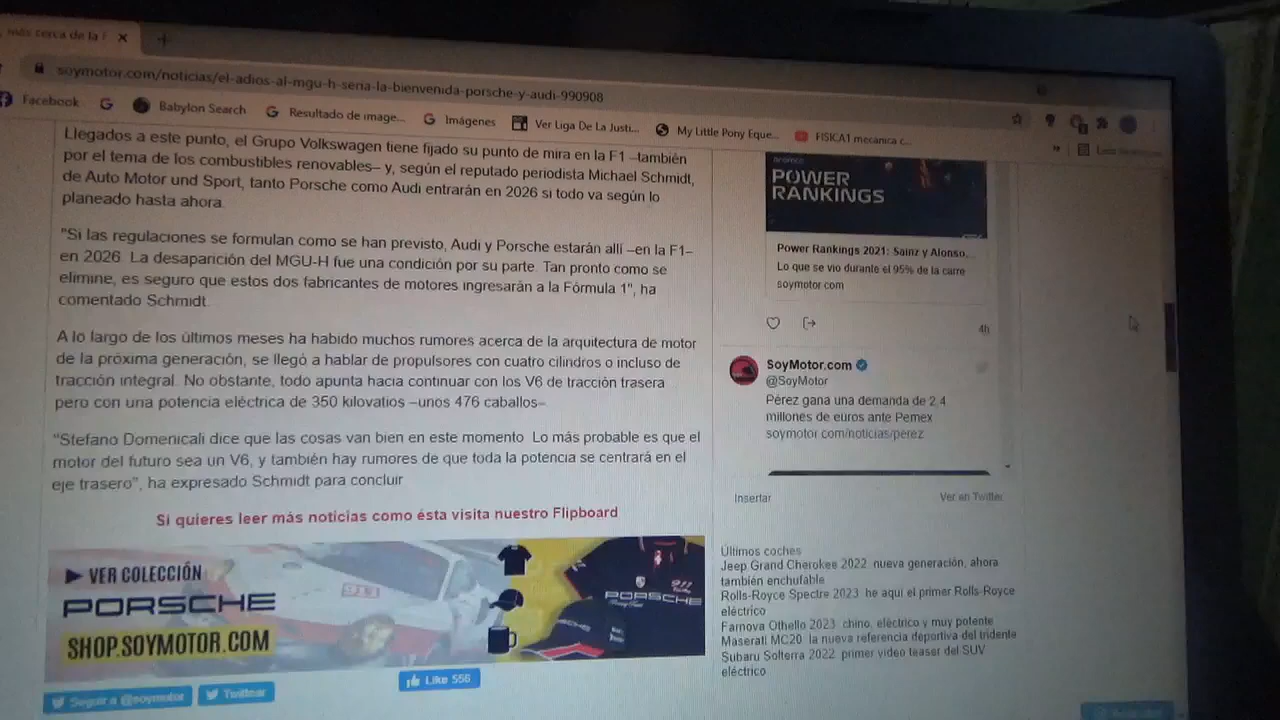 más cerca de la
soymotor.com/noticias/el-adios-al-mgu-h-seria-la-bienvenida-porsche-y-audi-990908
Facebook
Babylon Search
Resultado de image...
Imágenes
Ver Liga De La Justi...
My Little Pony Eque...
FISICA1 mecanica c...
»
Llegados a este punto, el Grupo Volkswagen tiene fijado su punto de mira en la F1 –también
por el tema de los combustibles renovables– y, según el reputado periodista Michael Schmidt,
de Auto Motor und Sport, tanto Porsche como Audi entrarán en 2026 si todo va según lo
planeado hasta ahora.
"Si las regulaciones se formulan como se han previsto, Audi y Porsche estarán allí –en la F1–
en 2026. La desaparición del MGU-H fue una condición por su parte. Tan pronto como se
elimine, es seguro que estos dos fabricantes de motores ingresarán a la Fórmula 1", ha
comentado Schmidt.
A lo largo de los últimos meses ha habido muchos rumores acerca de la arquitectura de motor
de la próxima generación, se llegó a hablar de propulsores con cuatro cilindros o incluso de
tracción integral. No obstante, todo apunta hacia continuar con los V6 de tracción trasera
pero con una potencia eléctrica de 350 kilovatios –unos 476 caballos–.
"Stefano Domenicali dice que las cosas van bien en este momento. Lo más probable es que el
motor del futuro sea un V6, y también hay rumores de que toda la potencia se centrará en el
eje trasero", ha expresado Schmidt para concluir
Si quieres leer más noticias como ésta visita nuestro Flipboard
VER COLECCIÓN
PORSCHE
SHOP.SOYMOTOR.COM
911
PORSCHE
Seguir a @soymotor
Twittear
Like 556
aramco
POWER
RANKINGS
Power Rankings 2021: Sainz y Alonso...
Lo que se vio durante el 95% de la carre
soymotor.com
4h
SoyMotor.com
@SoyMotor
Pérez gana una demanda de 2,4
millones de euros ante Pemex
soymotor.com/noticias/perez
Insertar
Ver en Twitter
Últimos coches
Jeep Grand Cherokee 2022: nueva generación, ahora
también enchufable
Rolls-Royce Spectre 2023: he aquí el primer Rolls-Royce
eléctrico
Farnova Othello 2023: chino, eléctrico y muy potente
Maserati MC20: la nueva referencia deportiva del tridente
Subaru Solterra 2022: primer video teaser del SUV
eléctrico